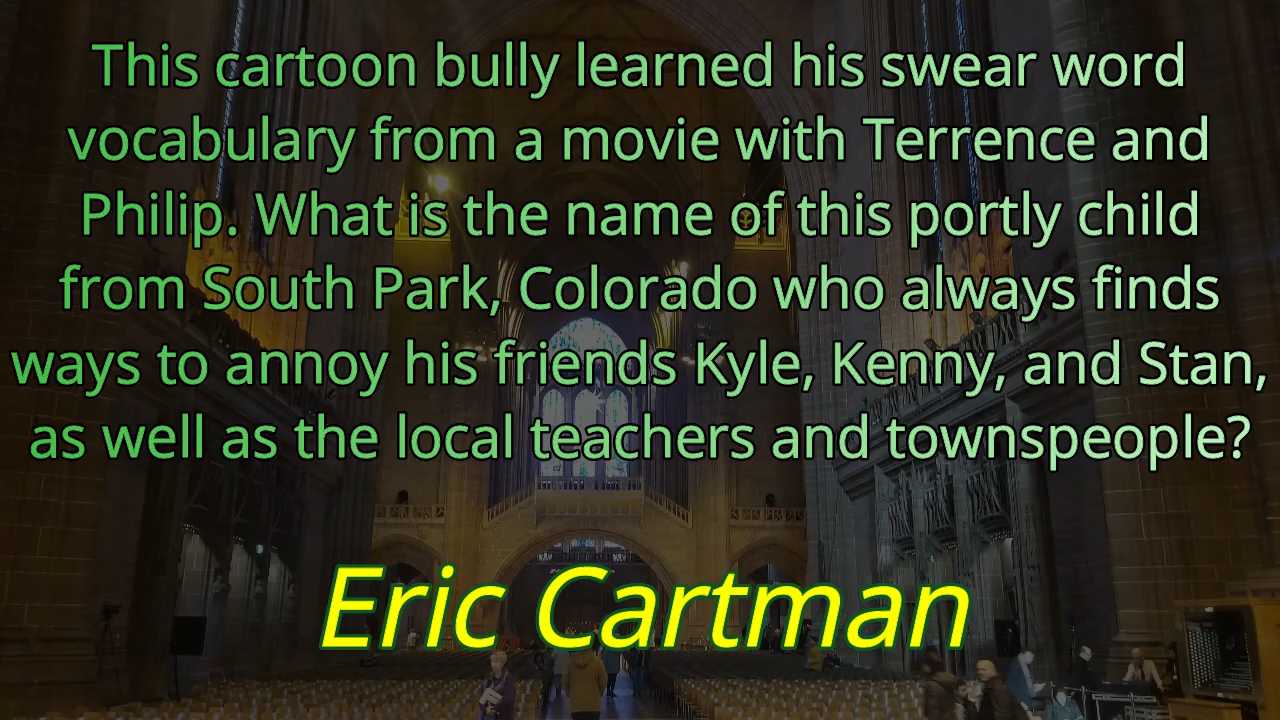 This cartoon bully learned his swear word
vocabulary from a movie with Terrence and
Philip. What is the name of this portly child
from South Park, Colorado who always finds
ways to annoy his friends Kyle, Kenny, and Stan,
as well as the local teachers and townspeople?
Eric Cartman